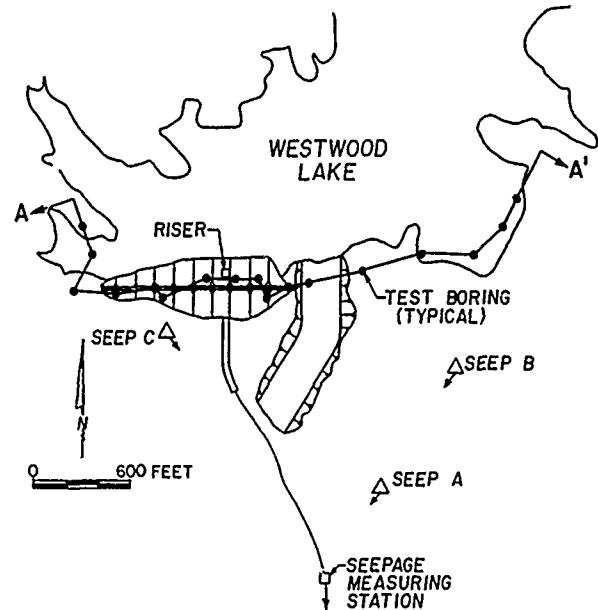 WESTWOOD
LAKE
A'
A
RISER
TEST BORING
(TYPICAL)
SEEP C
SEEP B
N
0 600 FEET
SEEP A
SEEPAGE
MEASURING
STATION